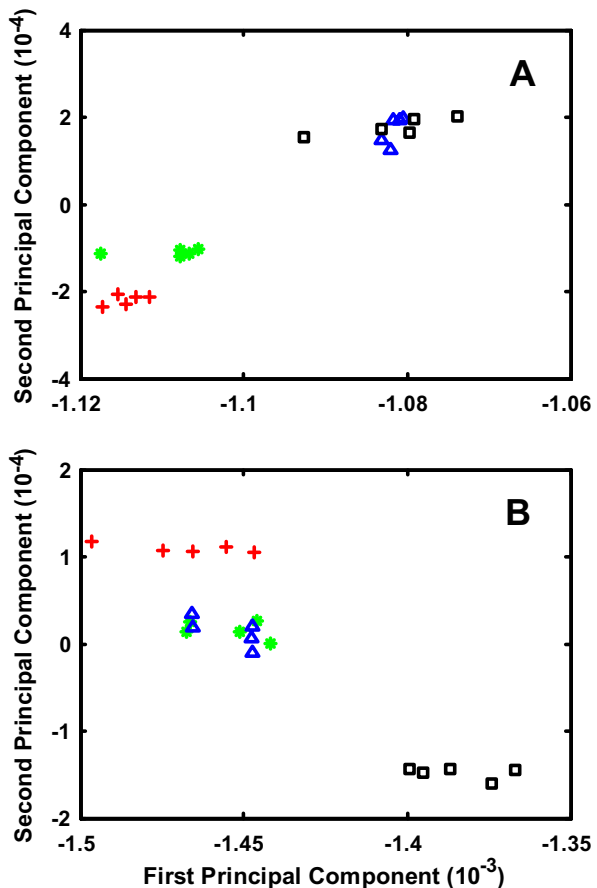 Second Principal Component (10⁻⁴)
4
2
0
-2
-4
A
-1.12 -1.1 -1.08 -1.06
Second Principal Component (10⁻⁴)
2
1
0
-1
-2
B
-1.5 -1.45 -1.4 -1.35
First Principal Component (10⁻³)